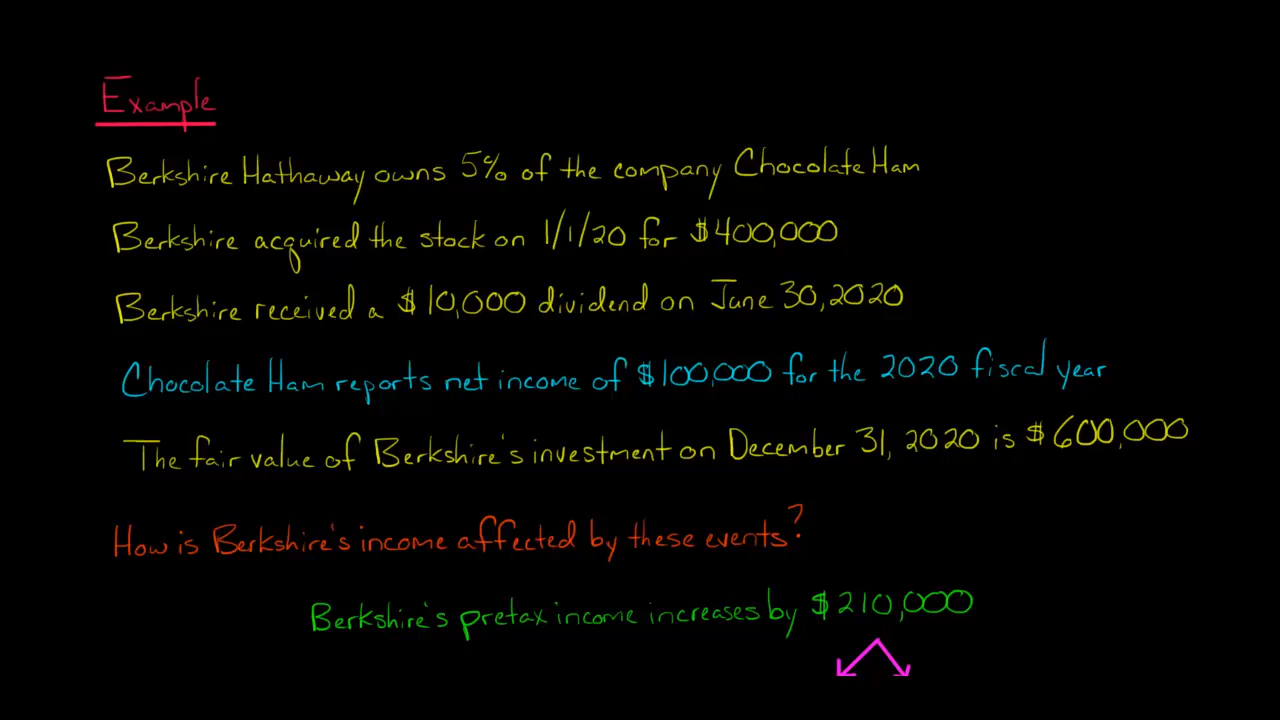 Example
Berkshire Hathaway owns 5% of the company Chocolate Ham
Berkshire acquired the stock on 1/1/20 for $400,000
Berkshire received a $10,000 dividend on June 30, 2020
Chocolate Ham reports net income of $100,000 for the 2020 fiscal year
The fair value of Berkshire's investment on December 31, 2020 is $600,000
How is Berkshire's income affected by these events?
Berkshire's pretax income increases by $210,000